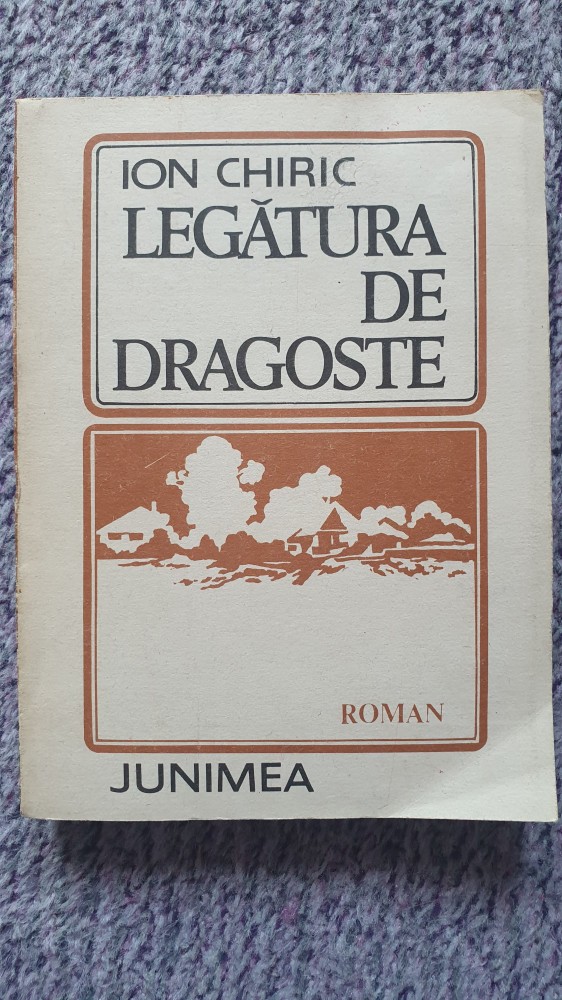 ION CHIRIC
LEGĂTURA
DE
DRAGOSTE
ROMAN
JUNIMEA